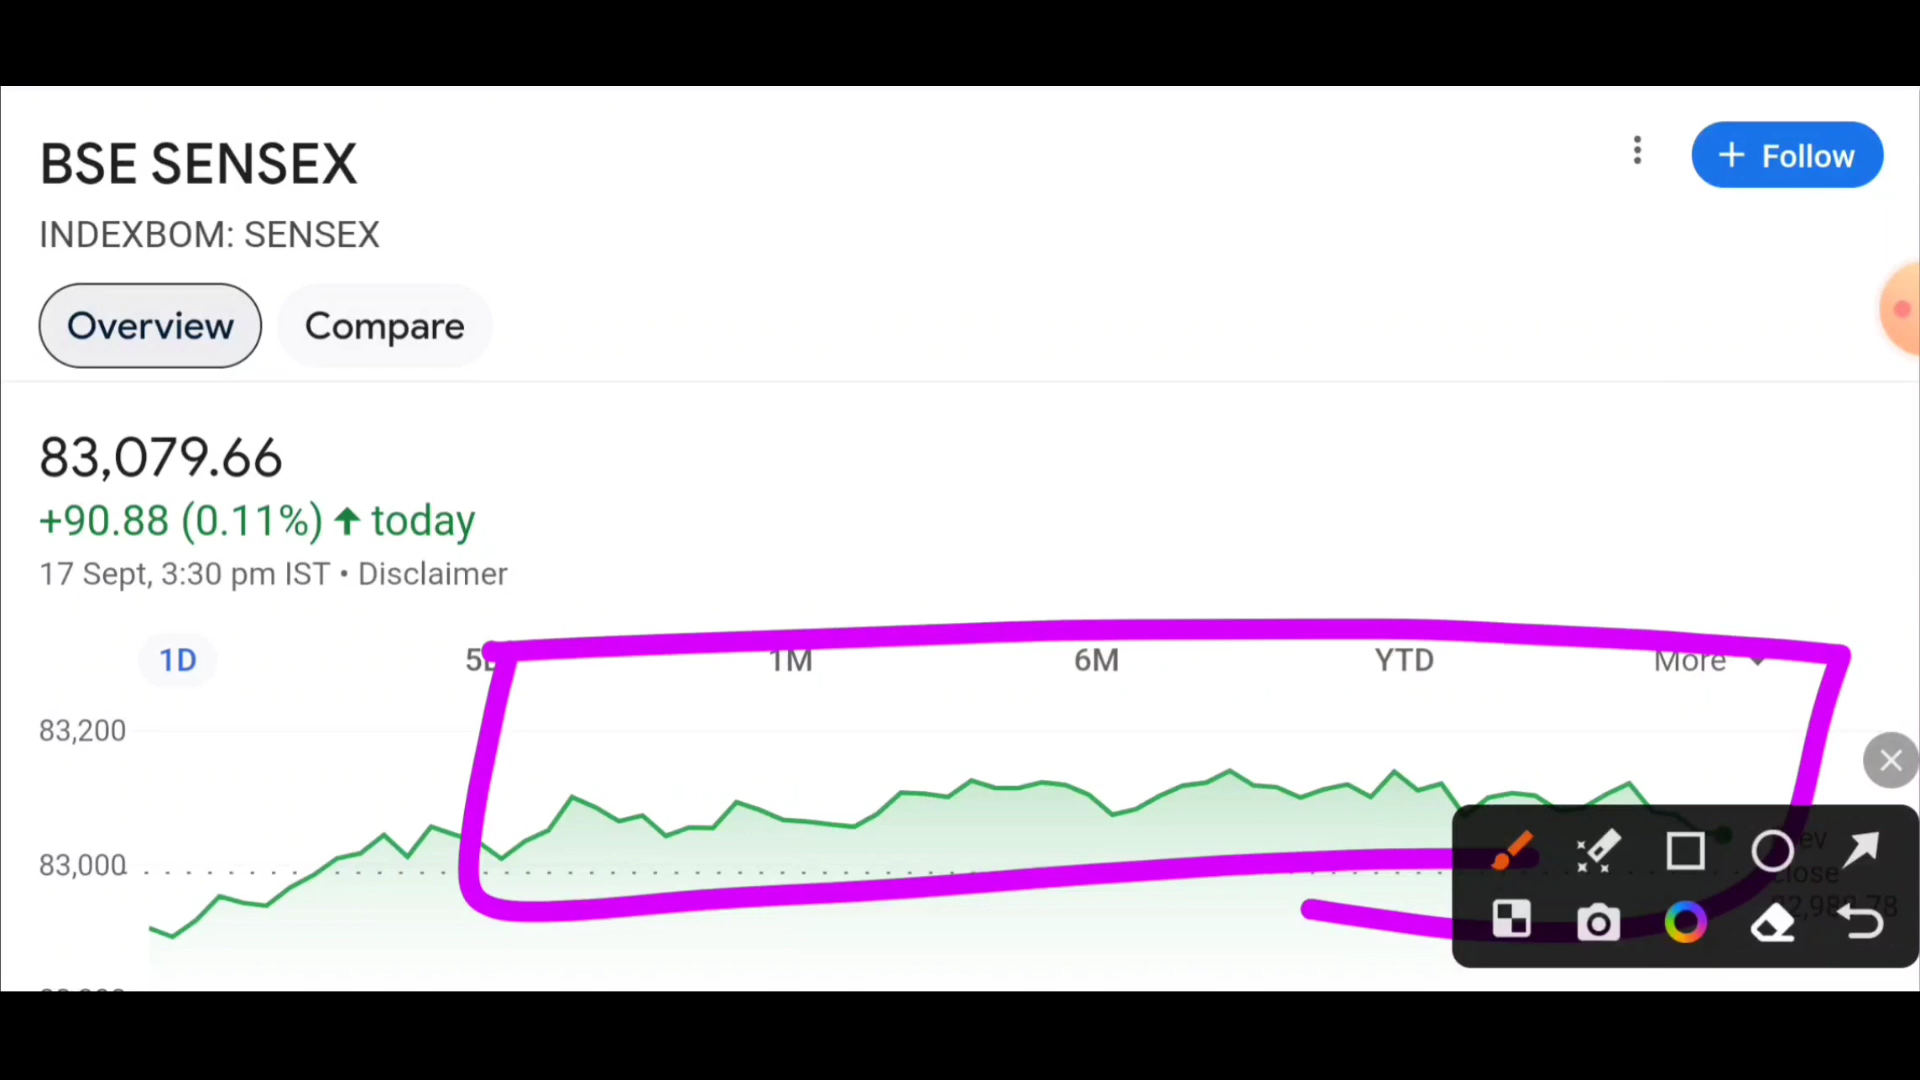 BSE SENSEX
+ Follow
INDEXBOM: SENSEX
Overview
Compare
83,079.66
+90.88 (0.11%) ↑ today
17 Sept, 3:30 pm IST • Disclaimer
1D 1M 6M YTD More
83,200
83,000